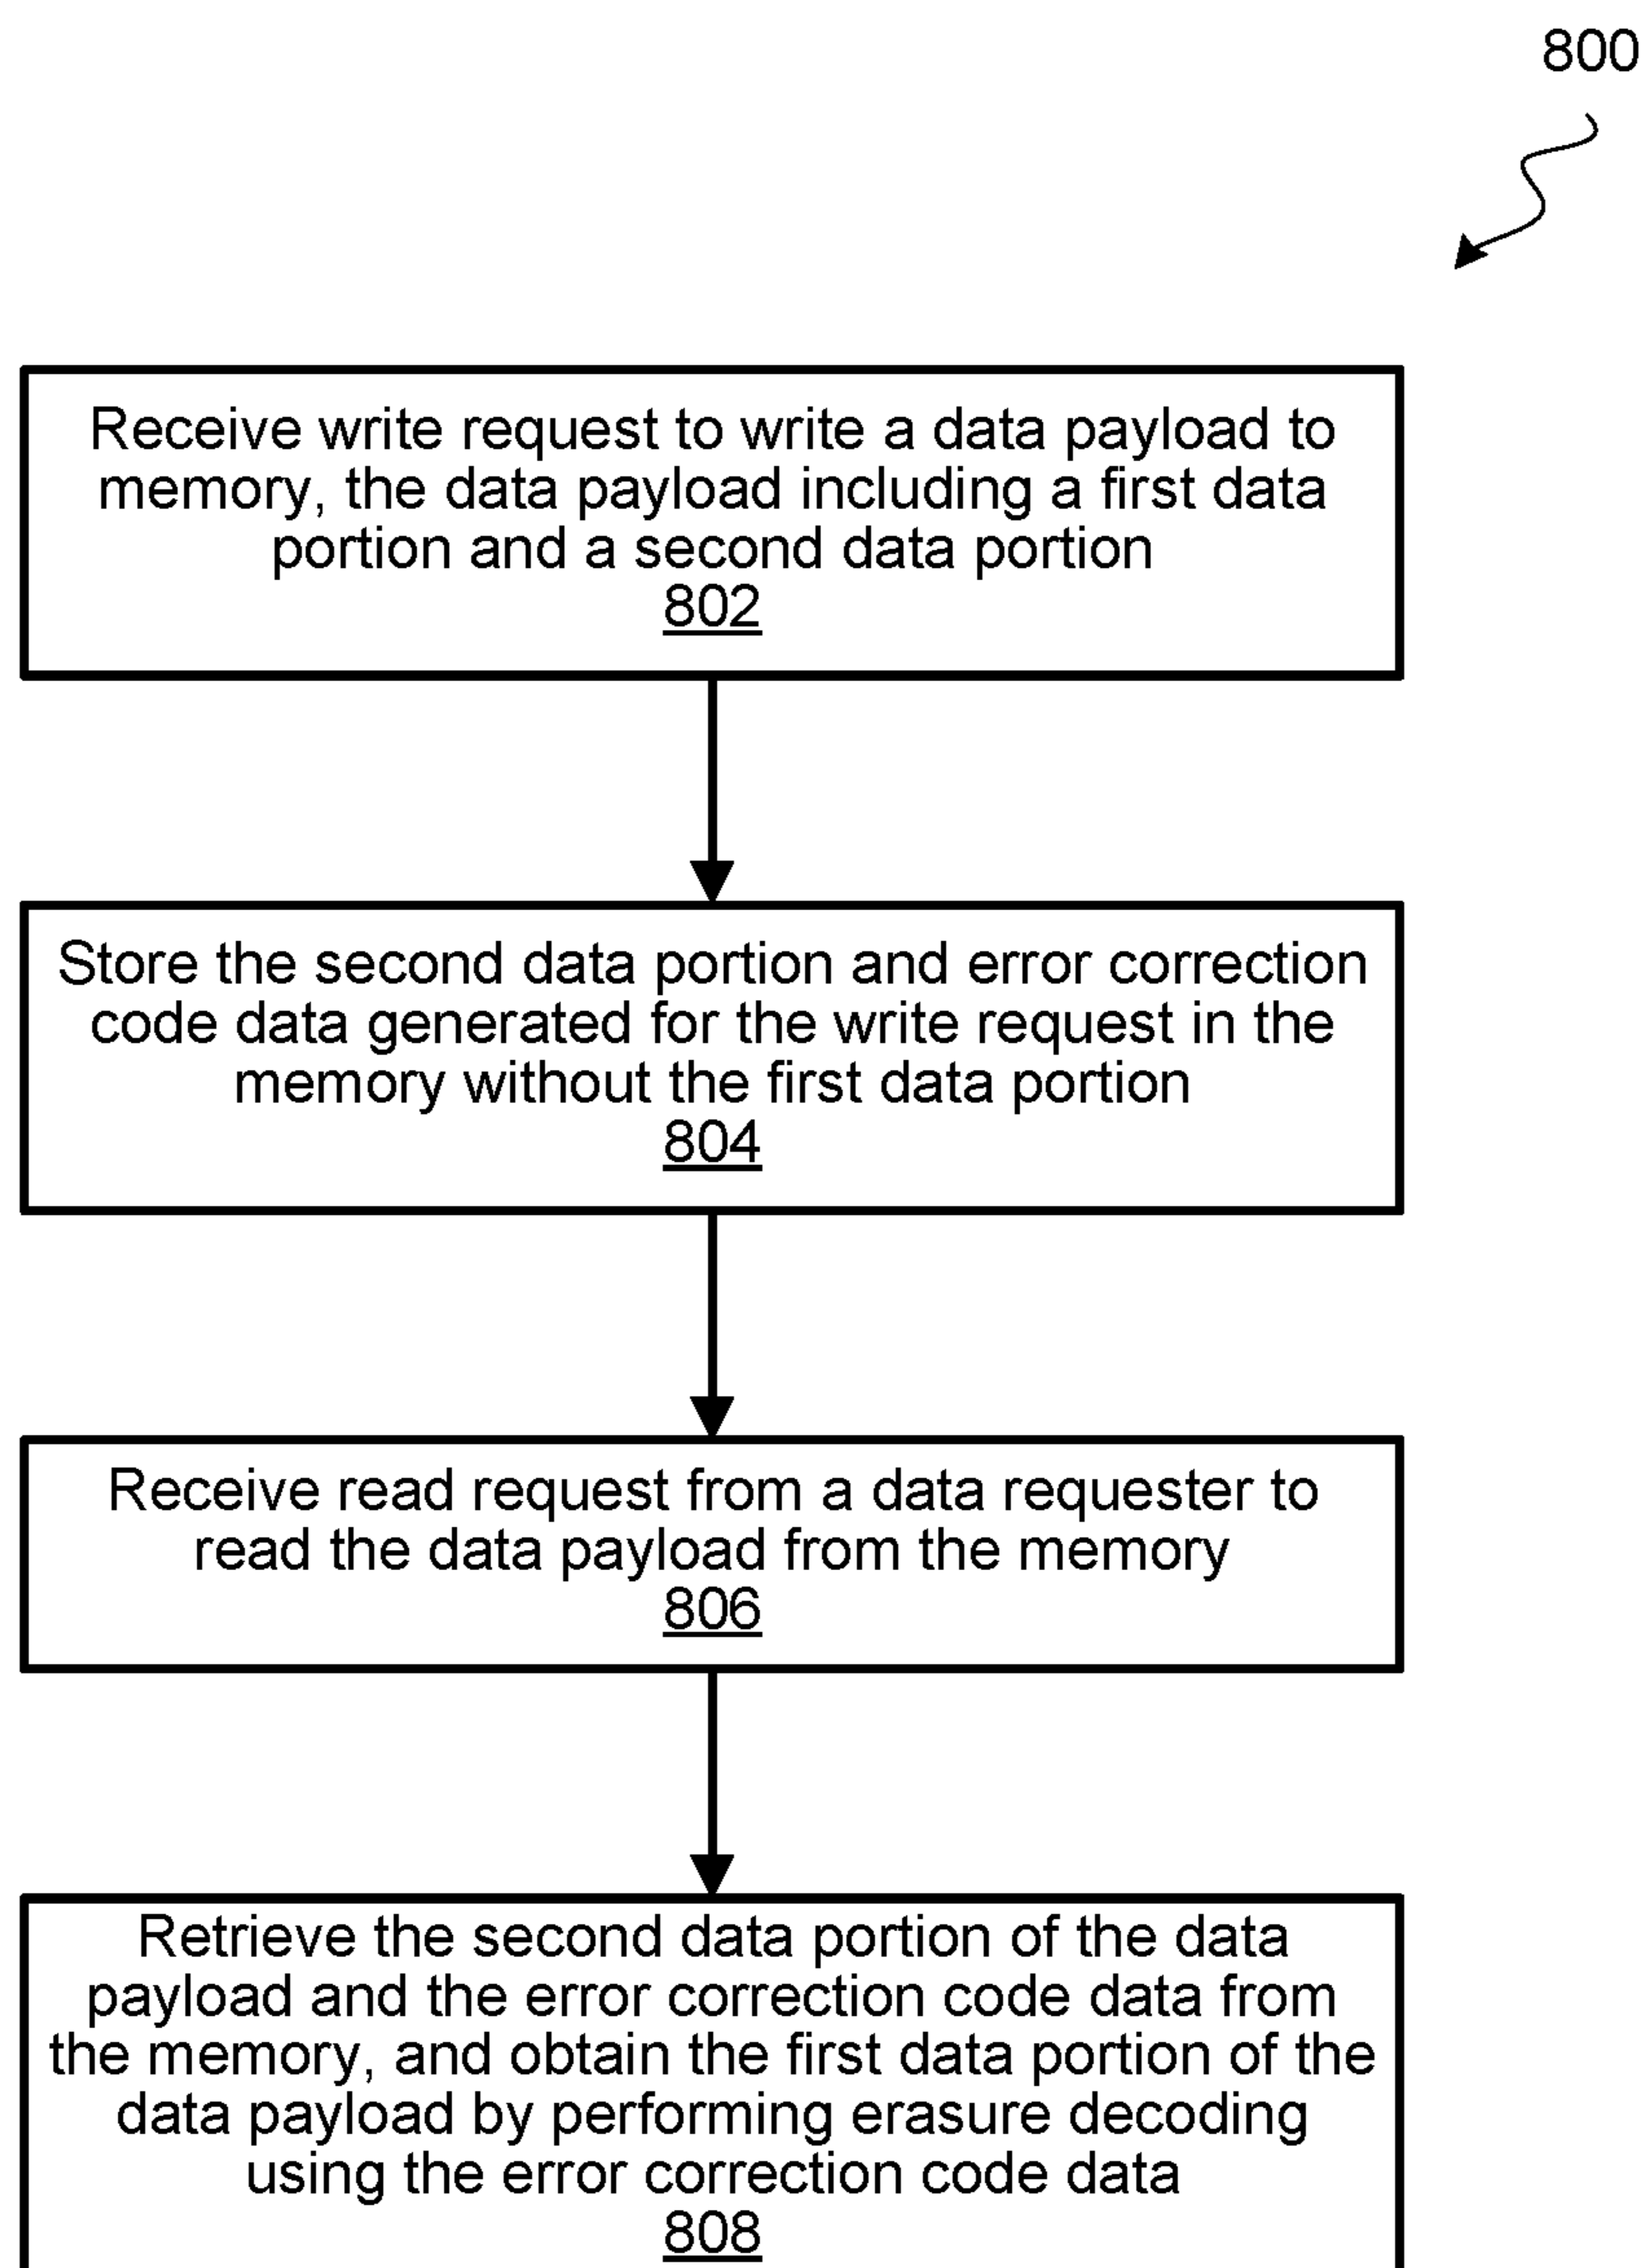 800
Receive write request to write a data payload to
memory, the data payload including a first data
portion and a second data portion
802
Store the second data portion and error correction
code data generated for the write request in the
memory without the first data portion
804
Receive read request from a data requester to
read the data payload from the memory
806
Retrieve the second data portion of the data
payload and the error correction code data from
the memory, and obtain the first data portion of the
data payload by performing erasure decoding
using the error correction code data
808